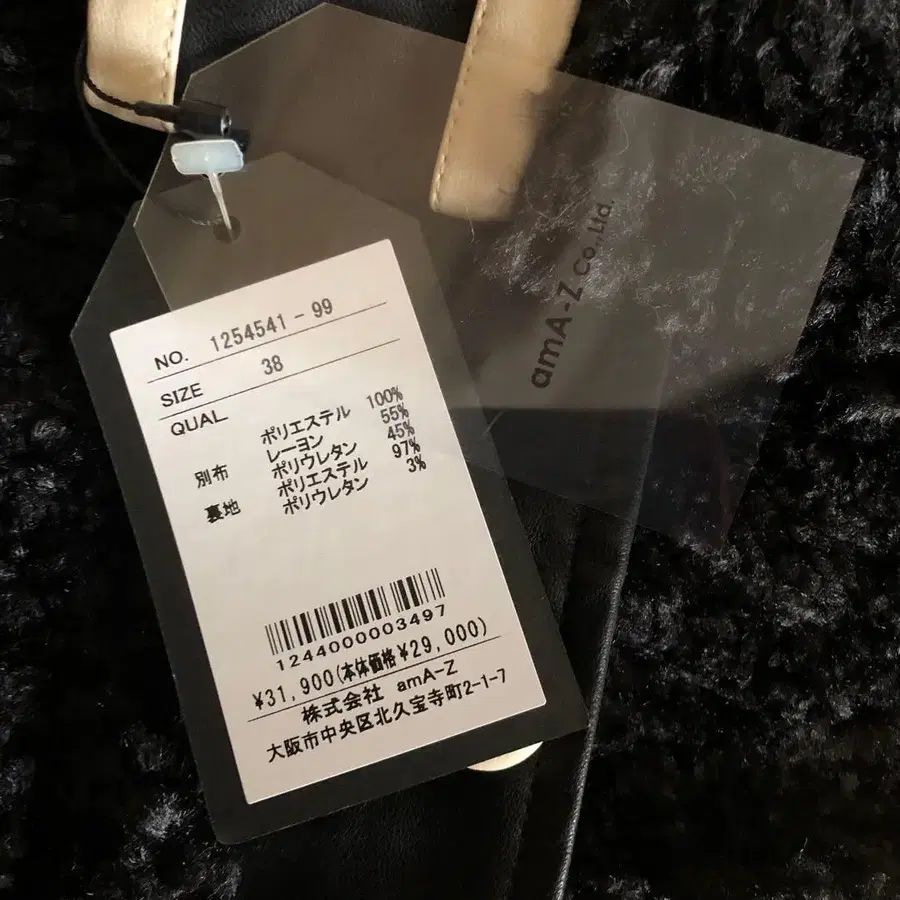 amA-Z Co.,Ltd.
NO. 1254541-99
SIZE 38
QUAL
ポリエステル 100%
別布 レーヨン 55%
ポリウレタン 45%
裏地 ポリエステル 97%
ポリウレタン 3%
1244000003497
¥31,900(本体価格¥29,000)
株式会社 amA-Z
大阪市中央区北久宝寺町2-1-7